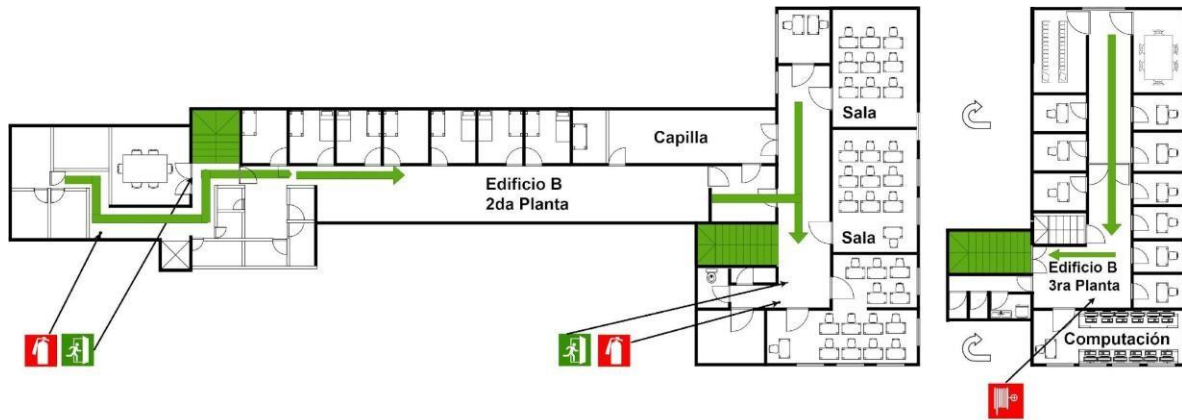 Sala
Capilla
Edificio B
2da Planta
Sala
Edificio B
3ra Planta
Computación